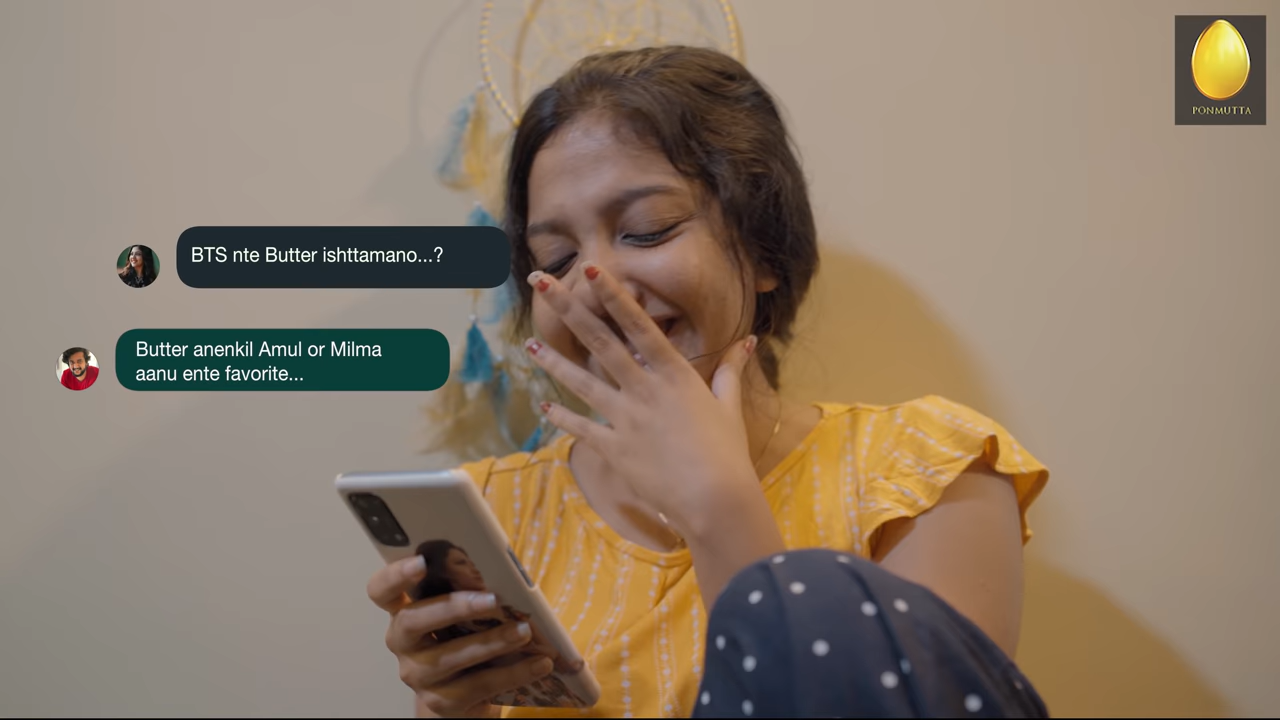 PONMUTTA
BTS nte Butter ishttamano...?
Butter anenkil Amul or Milma
aanu ente favorite...